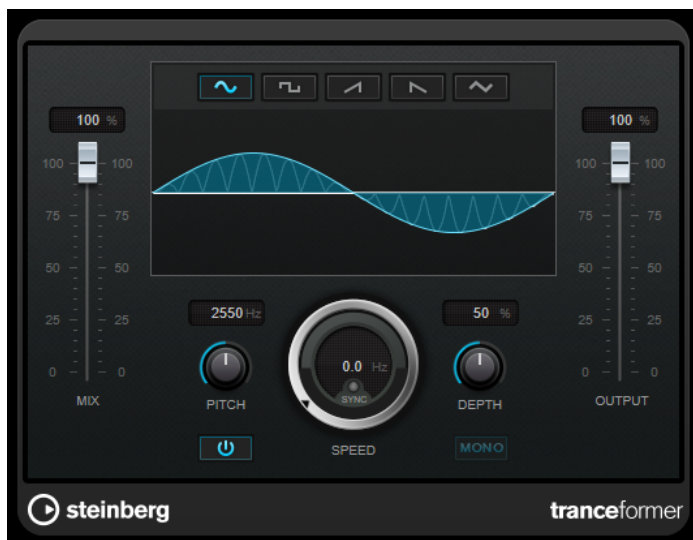 100 %
100 %
100 100
75 75
50 50
25 25
0 0
MIX
100 100
75 75
50 50
25 25
0 0
OUTPUT
2550 Hz
PITCH
0.0 Hz
SYNC
SPEED
50 %
DEPTH
MONO
steinberg
tranceformer